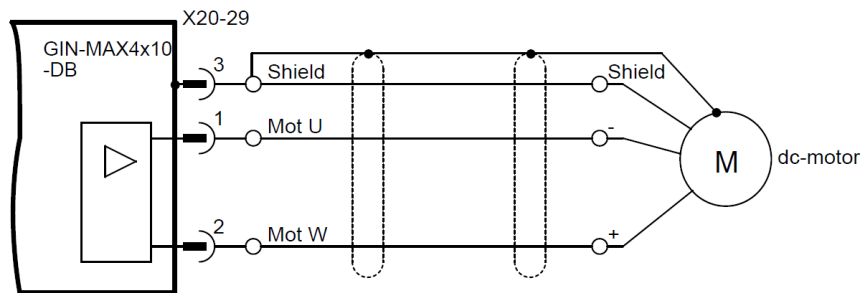 X20-29
GIN-MAX4x10
-DB
3
Shield
Shield
1
Mot U
-
M
dc-motor
2
Mot W
+